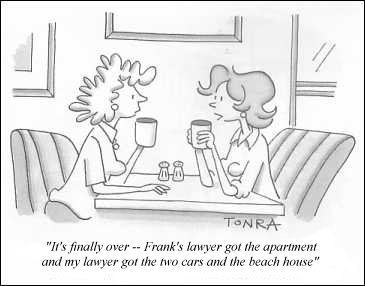 TONRA
"It's finally over -- Frank's lawyer got the apartment
and my lawyer got the two cars and the beach house"